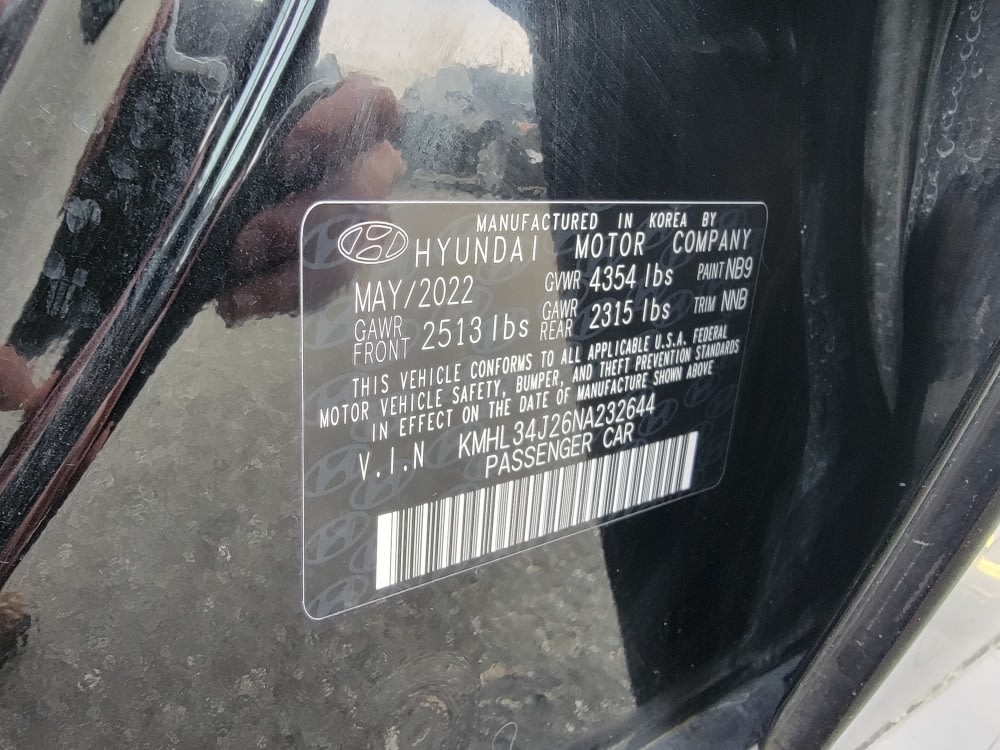 MANUFACTURED IN KOREA BY
HYUNDAI MOTOR COMPANY
MAY/2022 GVWR 4354 lbs PAINT NB9
GAWR FRONT 2513 lbs GAWR REAR 2315 lbs TRIM NNB
THIS VEHICLE CONFORMS TO ALL APPLICABLE U.S.A. FEDERAL
MOTOR VEHICLE SAFETY, BUMPER, AND THEFT PREVENTION STANDARDS
IN EFFECT ON THE DATE OF MANUFACTURE SHOWN ABOVE
V.I.N KMHL34J26NA232644
PASSENGER CAR